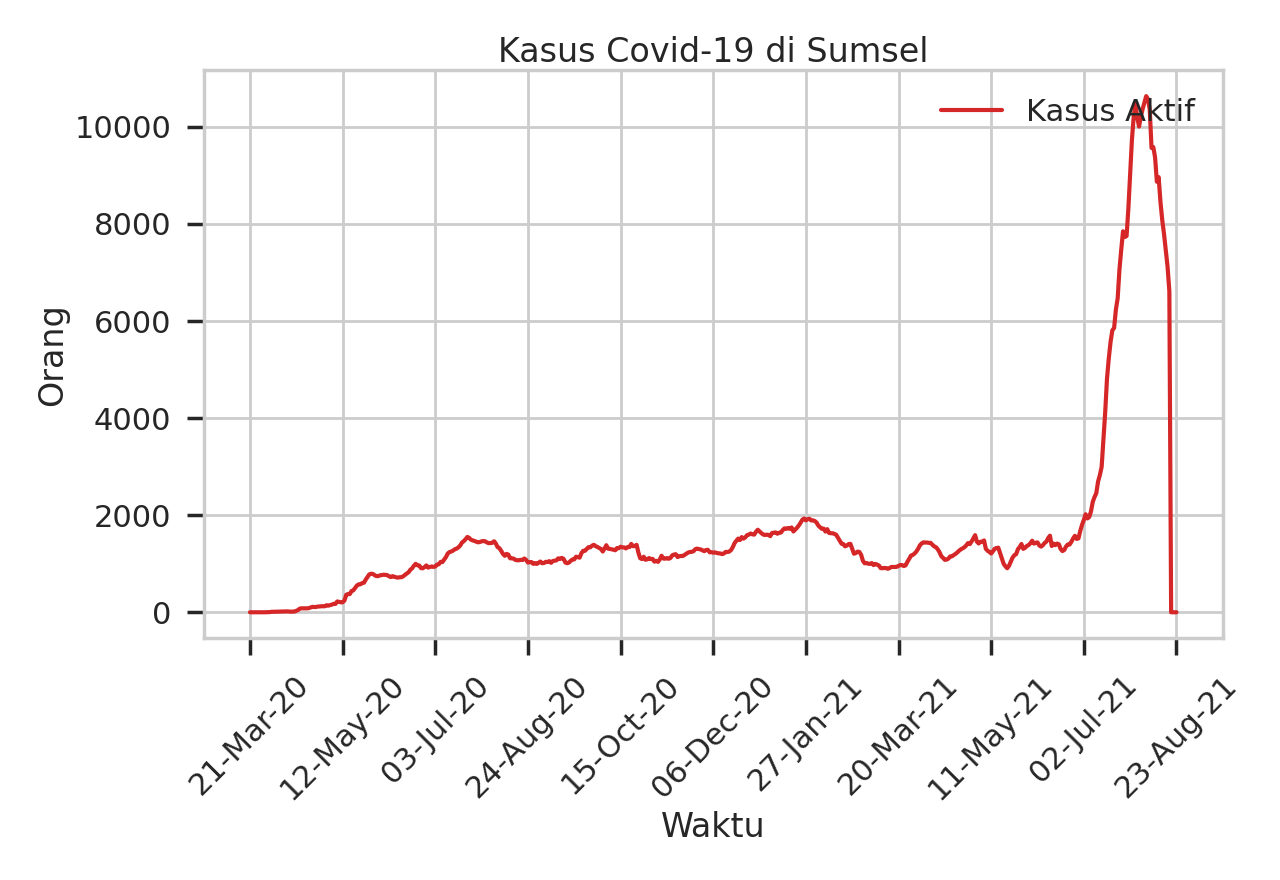 Kasus Covid-19 di Sumsel
Kasus Aktif
Orang
10000
8000
6000
4000
2000
0
21-Mar-20
12-May-20
03-Jul-20
24-Aug-20
15-Oct-20
06-Dec-20
27-Jan-21
20-Mar-21
11-May-21
02-Jul-21
23-Aug-21
Waktu